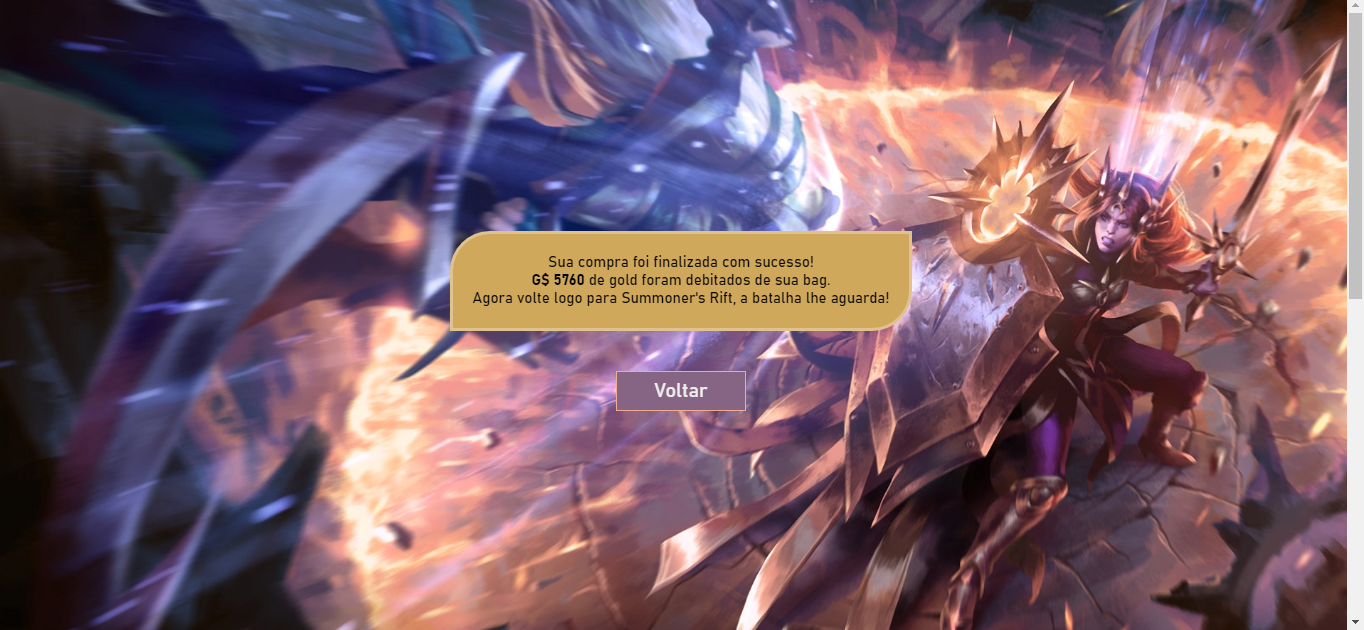 Sua compra foi finalizada com sucesso!
G$ 5760 de gold foram debitados de sua bag.
Agora volte logo para Summoner's Rift, a batalha lhe aguarda!
Voltar